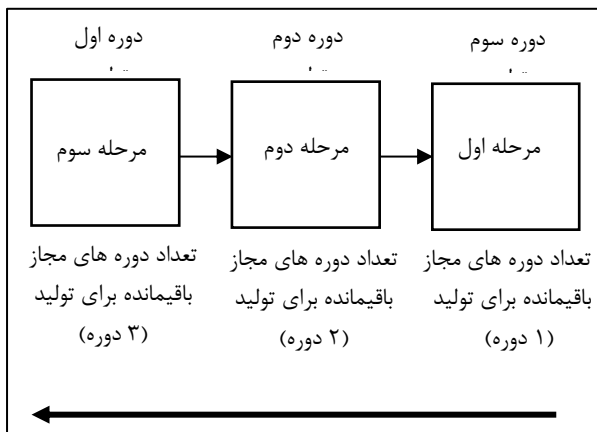 دوره سوم
دوره دوم
دوره اول
مرحله اول
مرحله دوم
مرحله سوم
تعداد دوره های مجاز
باقیمانده برای تولید
(۱ دوره)
تعداد دوره های مجاز
باقیمانده برای تولید
(۲ دوره)
تعداد دوره های مجاز
باقیمانده برای تولید
(۳ دوره)